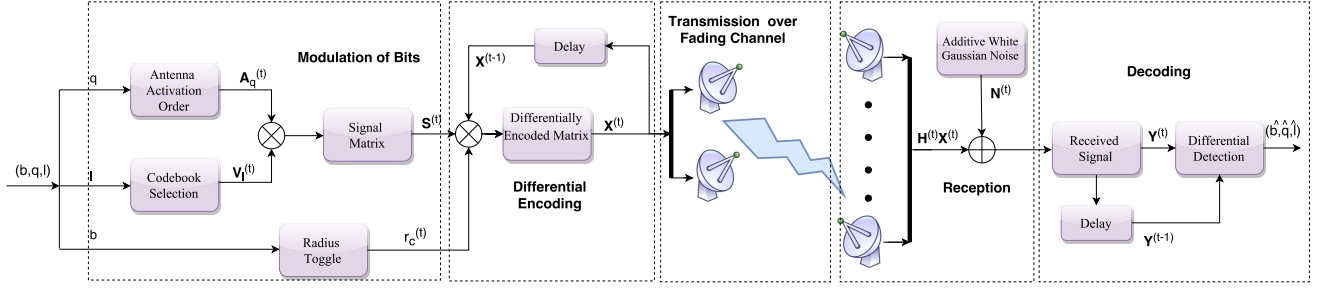 (b,q,l)
q
l
b
Modulation of Bits
Antenna
Activation
Order
A_q^(t)
Codebook
Selection
V_l^(t)
Signal
Matrix
S^(t)
Radius
Toggle
r_c^(t)
Delay
X^(t-1)
Differentially
Encoded Matrix
X^(t)
Differential
Encoding
Transmission over
Fading Channel
H^(t)X^(t)
Additive White
Gaussian Noise
N^(t)
Reception
Decoding
Received
Signal
Y^(t)
Differential
Detection
(b̂,q̂,l̂)
Delay
Y^(t-1)